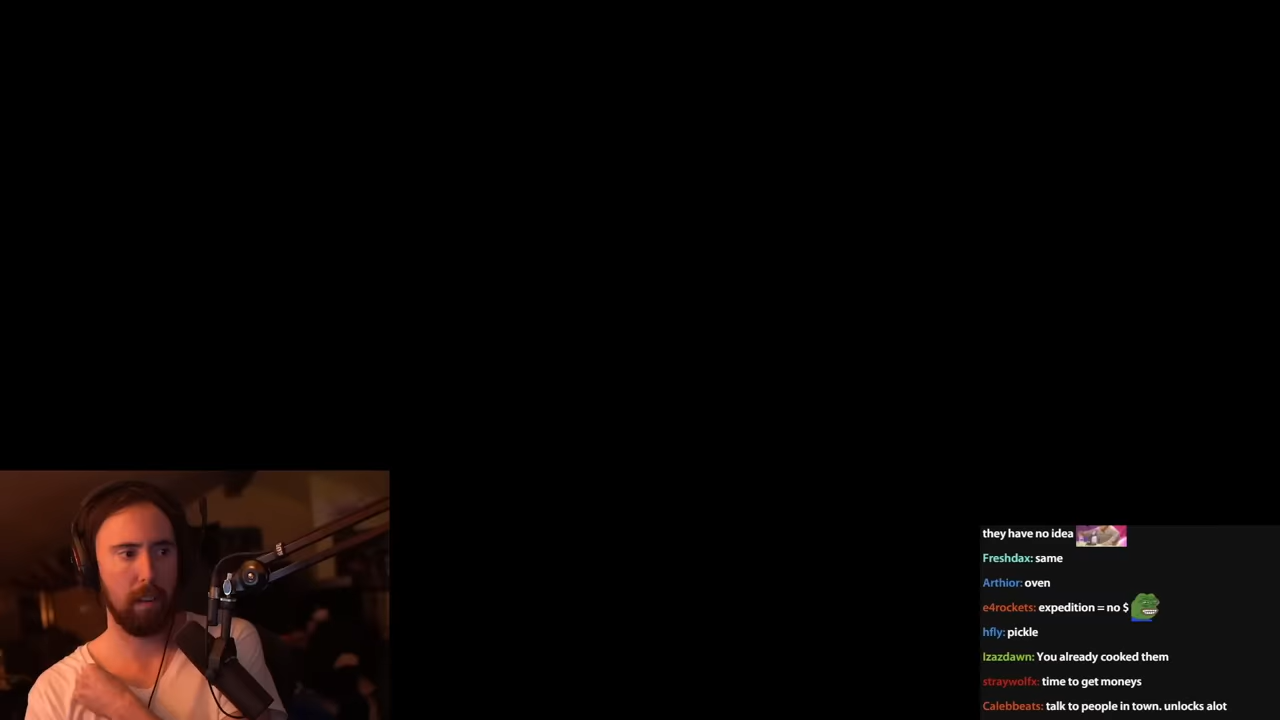 they have no idea
Freshdax: same
Arthior: oven
e4rockets: expedition = no $
hfly: pickle
Izazdawn: You already cooked them
straywolfx: time to get moneys
Calebbeats: talk to people in town. unlocks alot